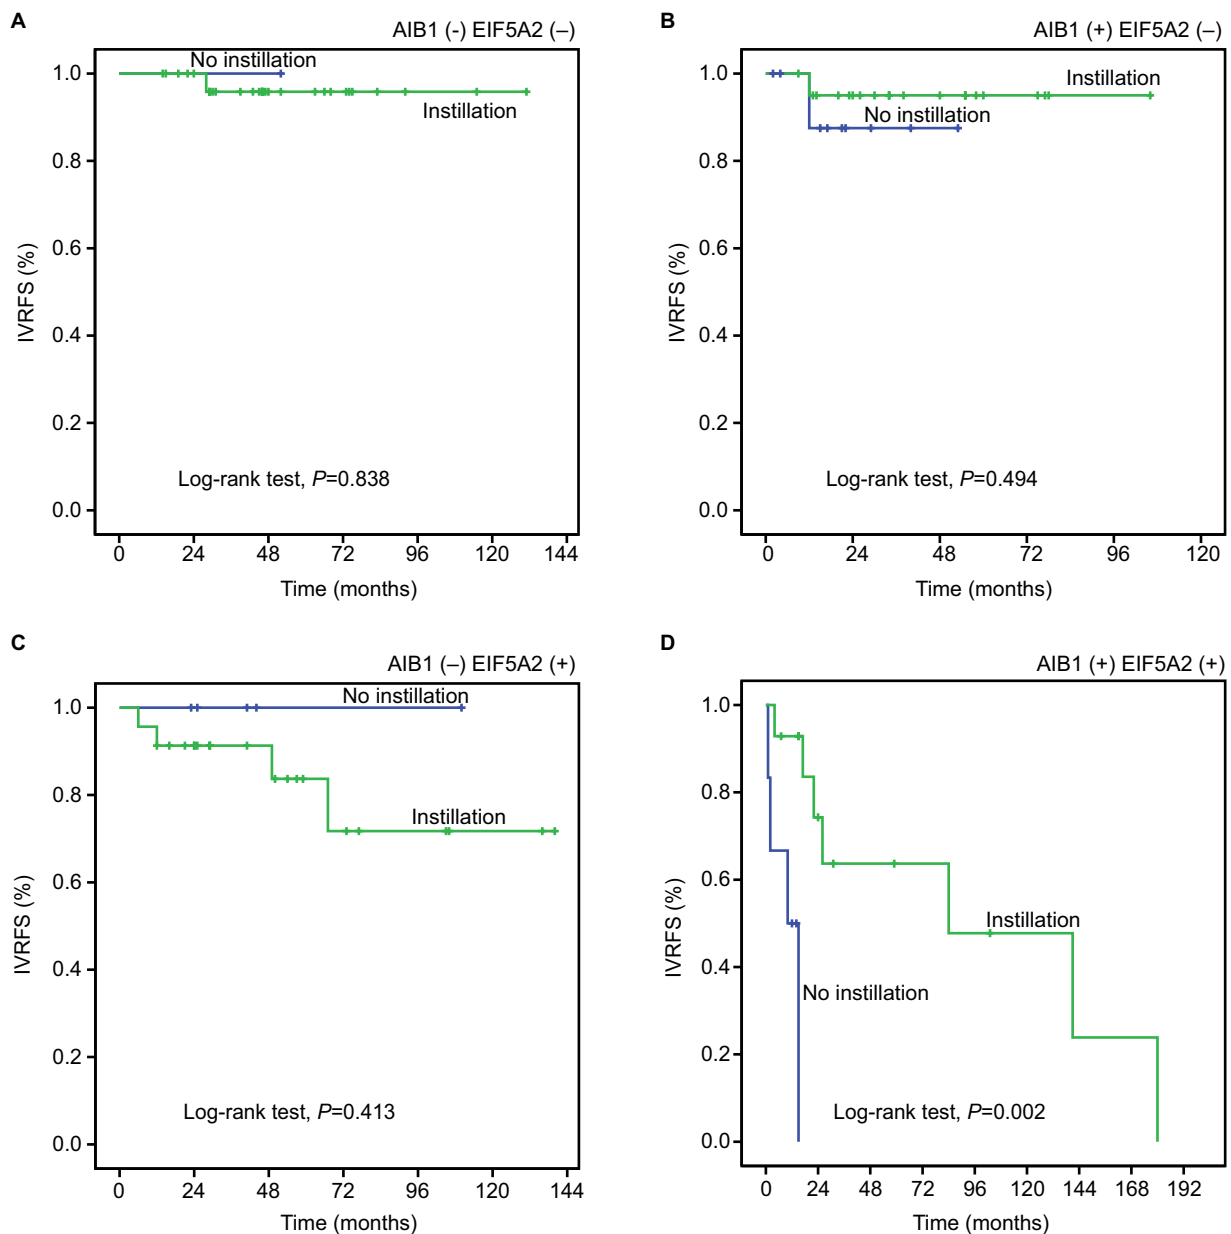 A
AIB1 (-) EIF5A2 (–)
No instillation
Instillation
1.0
0.8
0.6
0.4
0.2
0.0
IVRFS (%)
Log-rank test, P=0.838
0 24 48 72 96 120 144
Time (months)
B
AIB1 (+) EIF5A2 (–)
Instillation
No instillation
1.0
0.8
0.6
0.4
0.2
0.0
IVRFS (%)
Log-rank test, P=0.494
0 24 48 72 96 120
Time (months)
C
AIB1 (–) EIF5A2 (+)
No instillation
Instillation
1.0
0.8
0.6
0.4
0.2
0.0
IVRFS (%)
Log-rank test, P=0.413
0 24 48 72 96 120 144
Time (months)
D
AIB1 (+) EIF5A2 (+)
Instillation
No instillation
1.0
0.8
0.6
0.4
0.2
0.0
IVRFS (%)
Log-rank test, P=0.002
0 24 48 72 96 120 144 168 192
Time (months)